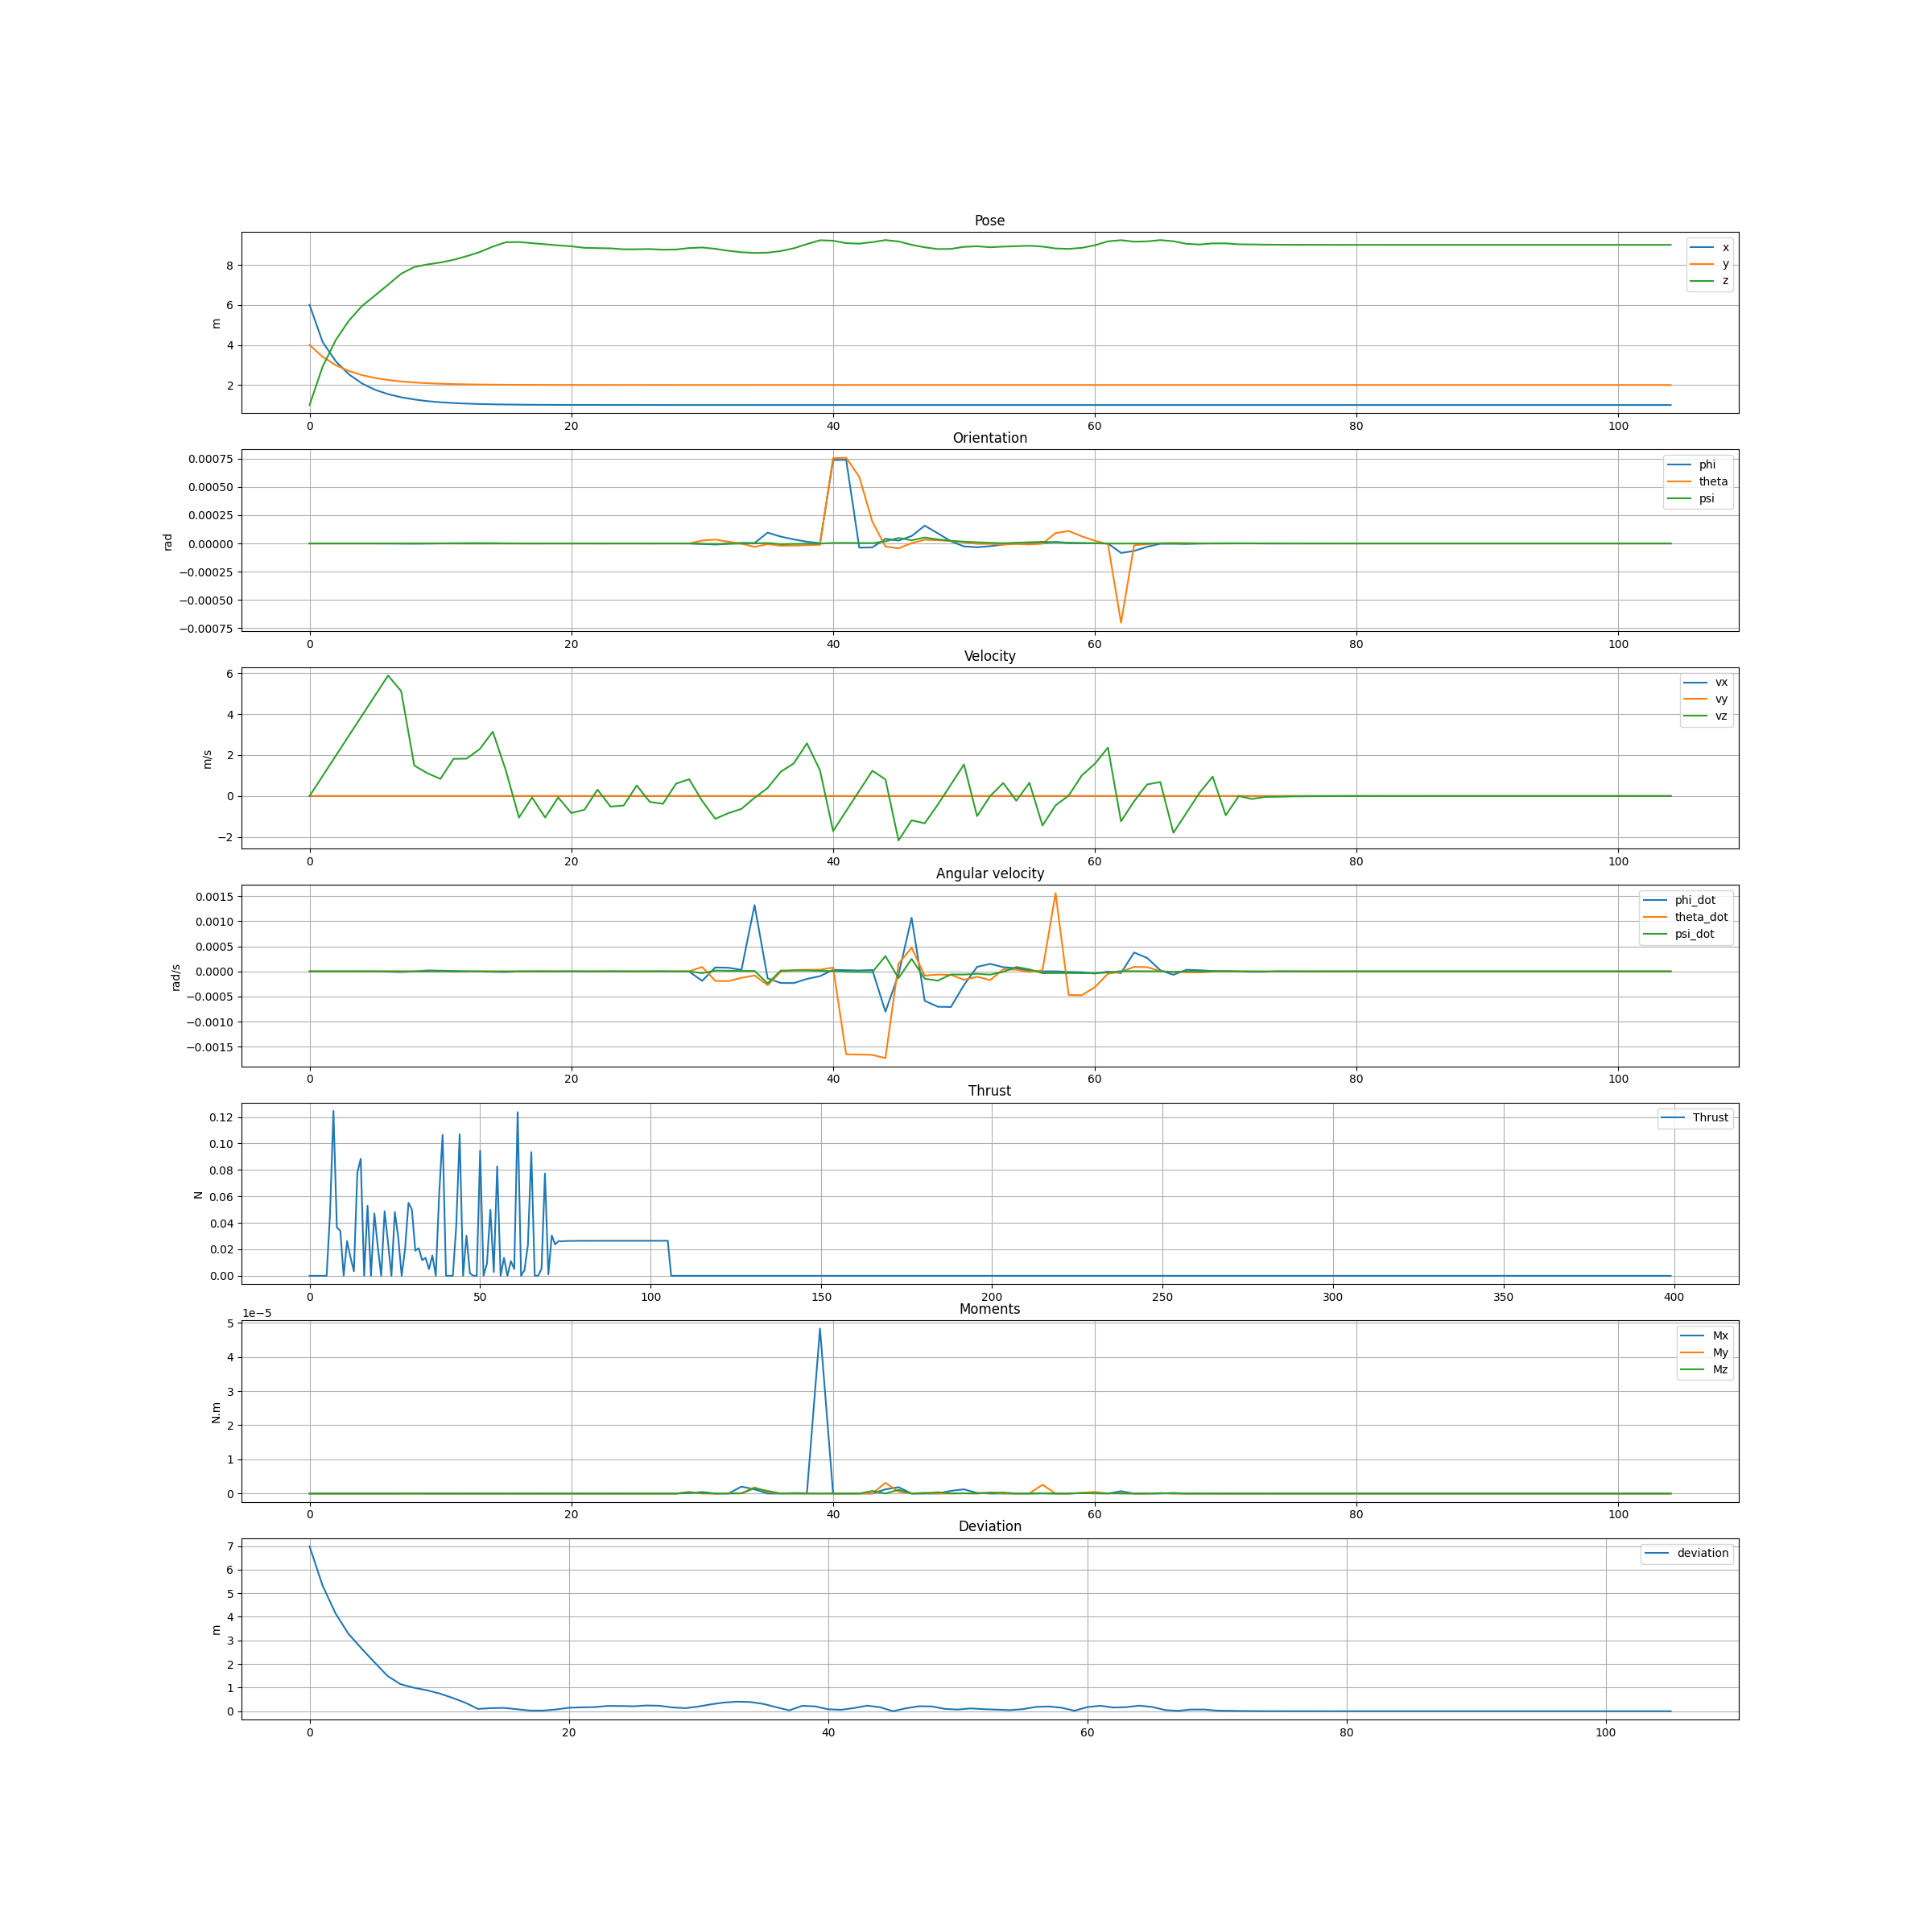 Pose
8
6
4
2
m
x
y
z
0 20 40 60 80 100
Orientation
0.00075
0.00050
0.00025
0.00000
−0.00025
−0.00050
−0.00075
rad
phi
theta
psi
0 20 40 60 80 100
Velocity
6
4
2
0
−2
m/s
vx
vy
vz
0 20 40 60 80 100
Angular velocity
0.0015
0.0010
0.0005
0.0000
−0.0005
−0.0010
−0.0015
rad/s
phi_dot
theta_dot
psi_dot
0 20 40 60 80 100
Thrust
0.12
0.10
0.08
0.06
0.04
0.02
0.00
N
Thrust
0 50 100 150 200 250 300 350 400
Moments
1e−5
5
4
3
2
1
0
N.m
Mx
My
Mz
0 20 40 60 80 100
Deviation
7
6
5
4
3
2
1
0
m
deviation
0 20 40 60 80 100